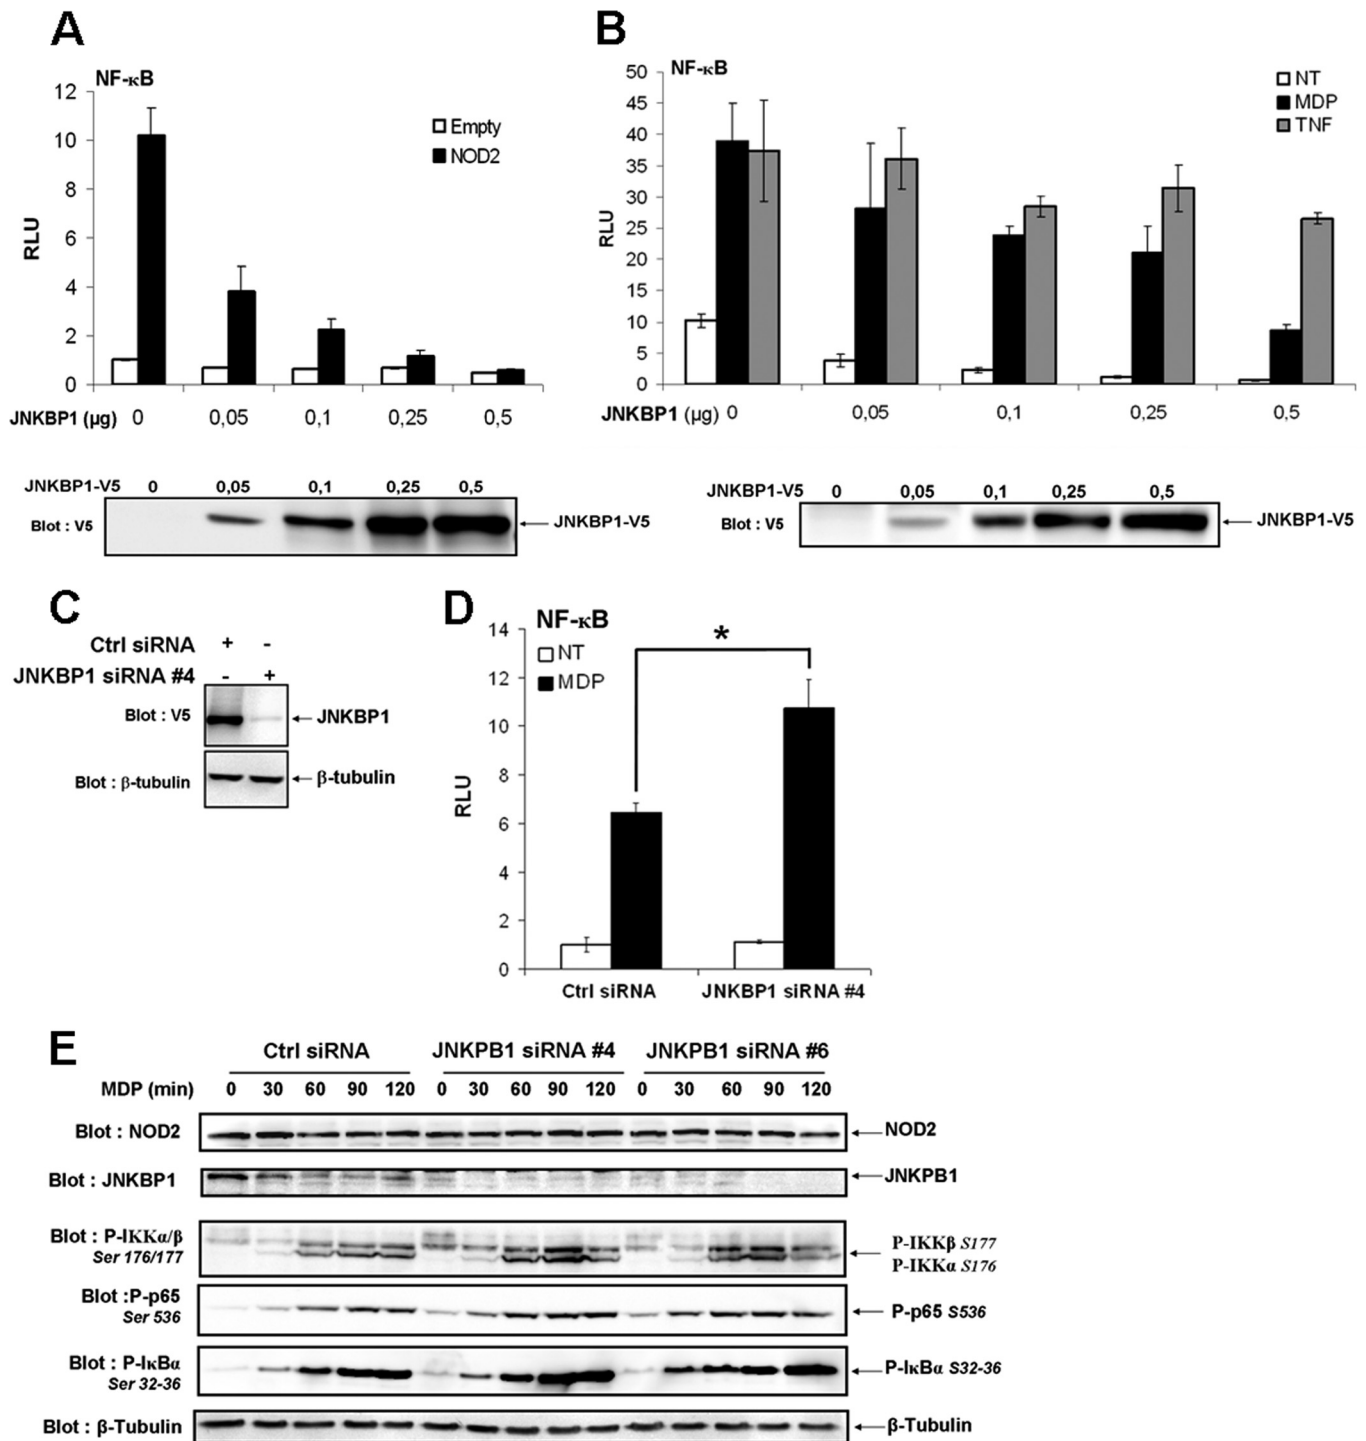 A
NF-κB
12
10
8
6
4
2
0
RLU
Empty
NOD2
JNKBP1 (µg) 0 0,05 0,1 0,25 0,5
JNKBP1-V5 0 0,05 0,1 0,25 0,5
Blot : V5
JNKBP1-V5
B
NF-κB
50
45
40
35
30
25
20
15
10
5
0
RLU
NT
MDP
TNF
JNKBP1 (µg) 0 0,05 0,1 0,25 0,5
JNKBP1-V5 0 0,05 0,1 0,25 0,5
Blot : V5
JNKBP1-V5
C
Ctrl siRNA + -
JNKBP1 siRNA #4 - +
Blot : V5
JNKBP1
Blot : β-tubulin
β-tubulin
D
NF-κB
14
12
10
8
6
4
2
0
RLU
NT
MDP
*
Ctrl siRNA JNKBP1 siRNA #4
E
Ctrl siRNA JNKPB1 siRNA #4 JNKPB1 siRNA #6
MDP (min) 0 30 60 90 120 0 30 60 90 120 0 30 60 90 120
Blot : NOD2
NOD2
Blot : JNKBP1
JNKPB1
Blot : P-IKKα/β
Ser 176/177
P-IKKβ S177
P-IKKα S176
Blot :P-p65
Ser 536
P-p65 S536
Blot : P-IκBα
Ser 32-36
P-IκBα S32-36
Blot : β-Tubulin
β-Tubulin